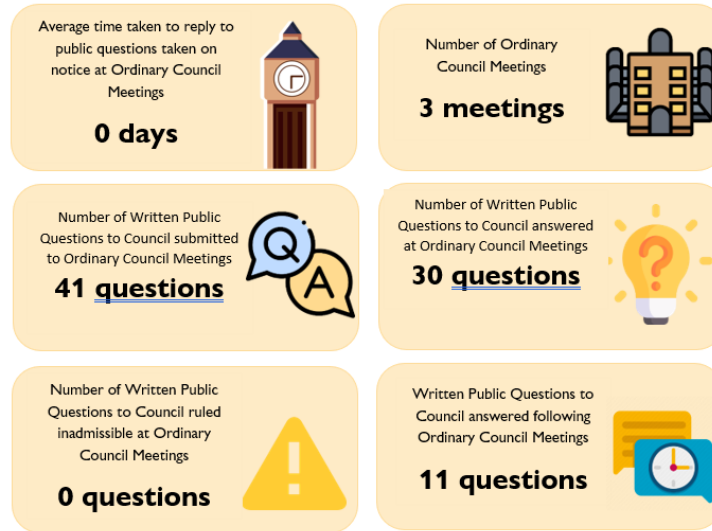 Average time taken to reply to
public questions taken on
notice at Ordinary Council
Meetings
0 days
Number of Ordinary
Council Meetings
3 meetings
Number of Written Public
Questions to Council submitted
to Ordinary Council Meetings
41 questions
Q
A
Number of Written Public
Questions to Council answered
at Ordinary Council Meetings
30 questions
?
Number of Written Public
Questions to Council ruled
inadmissible at Ordinary
Council Meetings
0 questions
!
Written Public Questions to
Council answered following
Ordinary Council Meetings
11 questions